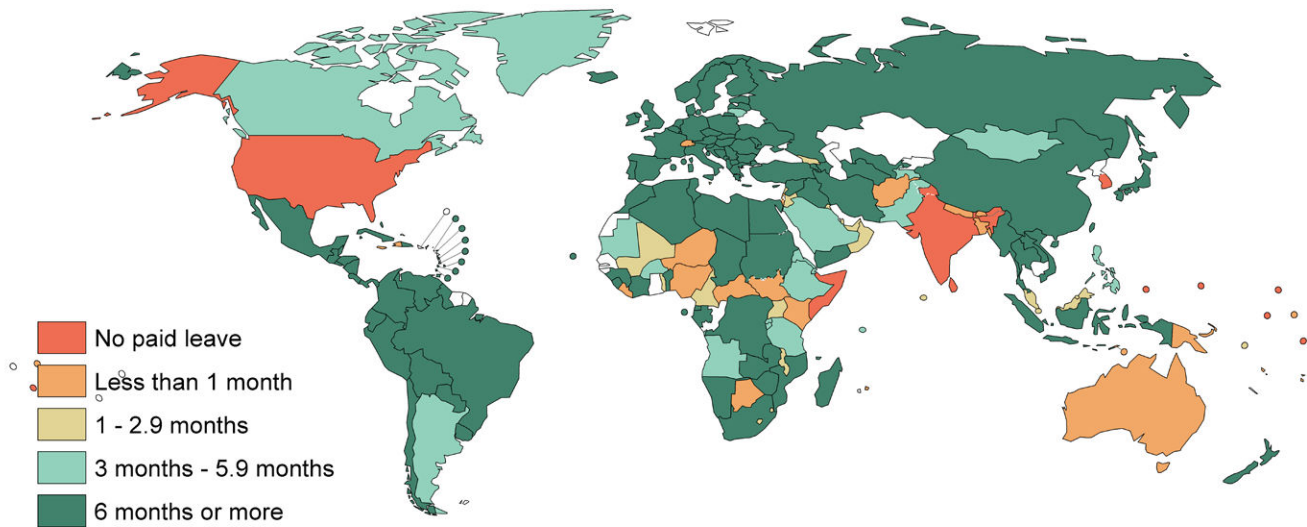 No paid leave
Less than 1 month
1 - 2.9 months
3 months - 5.9 months
6 months or more